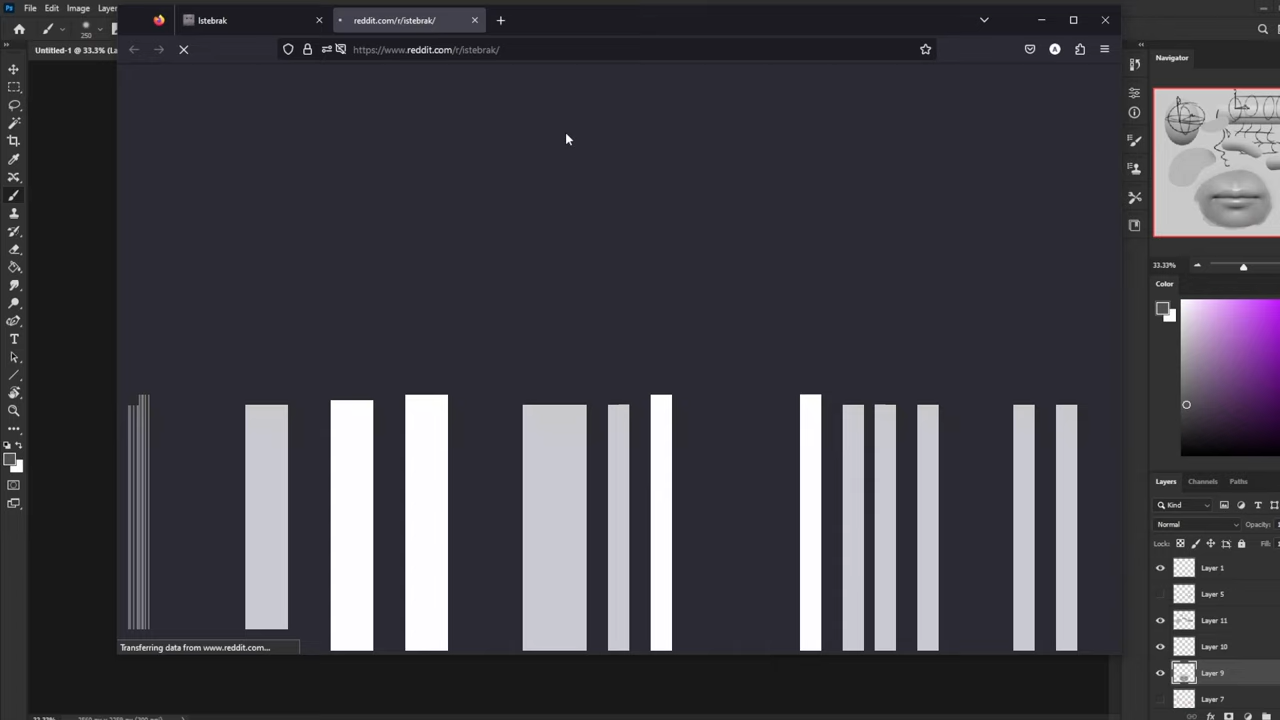 File Edit Image Layer
Istebrak
reddit.com/r/istebrak/
https://www.reddit.com/r/istebrak/
250
Untitled-1 @ 33.3% (La
Navigator
33.33%
Color
Layers Channels Paths
Kind
Normal Opacity:
Lock: Fill:
Layer 1
Layer 5
Layer 11
Layer 10
Layer 9
Layer 7
Transferring data from www.reddit.com...
fx